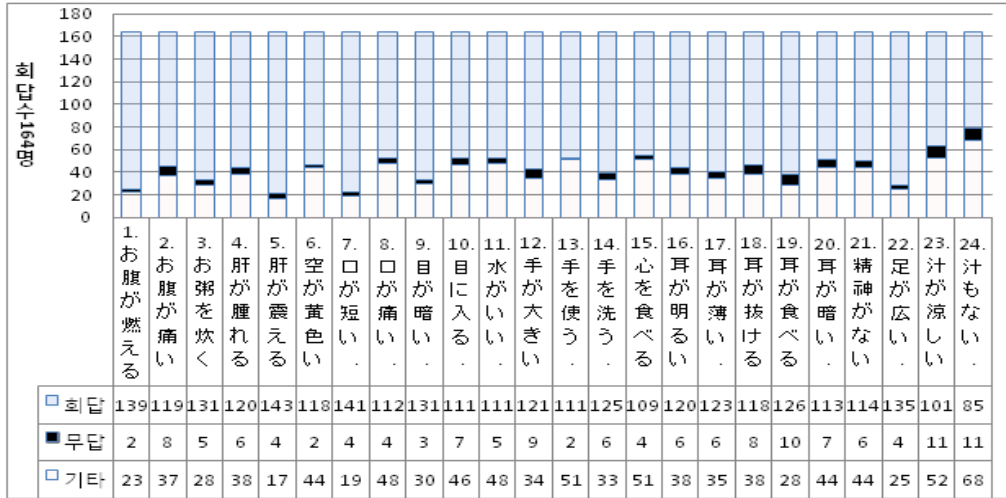 180
160
140
120
100
80
60
40
20
0
회답수164명
1.お腹が燃える
2.お腹が痛い
3.お粥を炊く
4.肝が腫れる
5.肝が震える
6.空が黄色い
7.口が短い.
8.口が痛い.
9.目が暗い.
10.目に入る.
11.水がいい.
12.手が大きい
13.手を使う.
14.手を洗う.
15.心を食べる
16.耳が明るい
17.耳が薄い.
18.耳が抜ける
19.耳が食べる
20.耳が暗い.
21.精神がない
22.足が広い.
23.汁が涼しい
24.汁もない.
회답 139 119 131 120 143 118 141 112 131 111 111 121 111 125 109 120 123 118 126 113 114 135 101 85
무답 2 8 5 6 4 2 4 4 3 7 5 9 2 6 4 6 6 8 10 7 6 4 11 11
기타 23 37 28 38 17 44 19 48 30 46 48 34 51 33 51 38 35 38 28 44 44 25 52 68